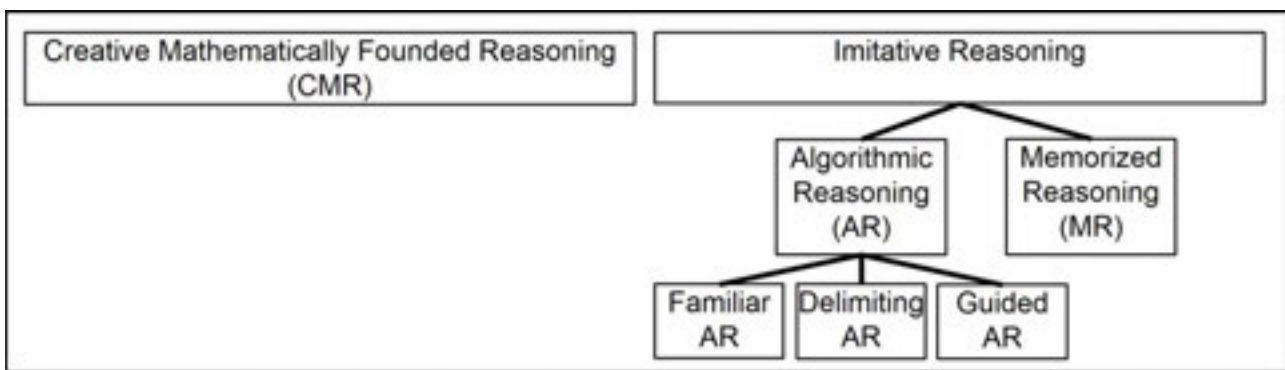 Creative Mathematically Founded Reasoning
(CMR)
Imitative Reasoning
Algorithmic
Reasoning
(AR)
Memorized
Reasoning
(MR)
Familiar
AR
Delimiting
AR
Guided
AR